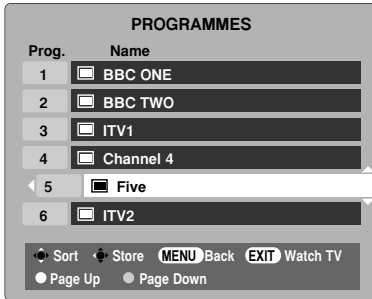 PROGRAMMES
Prog. Name
1 BBC ONE
2 BBC TWO
3 ITV1
4 Channel 4
5 Five
6 ITV2
Sort Store MENU Back EXIT Watch TV
Page Up Page Down